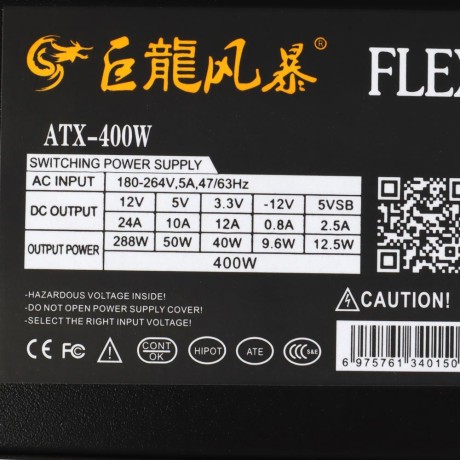 巨龍风暴® FLEX
ATX-400W
SWITCHING POWER SUPPLY
AC INPUT 180-264V,5A,47/63Hz
DC OUTPUT 12V 5V 3.3V -12V 5VSB
24A 10A 12A 0.8A 2.5A
OUTPUT POWER 288W 50W 40W 9.6W 12.5W
400W
-HAZARDOUS VOLTAGE INSIDE!
-DO NOT OPEN POWER SUPPLY COVER!
-SELECT THE RIGHT INPUT VOLTAGE!
CAUTION!
CE FC CONT OK HIPOT ATE CCC S&E
6 975761 340150